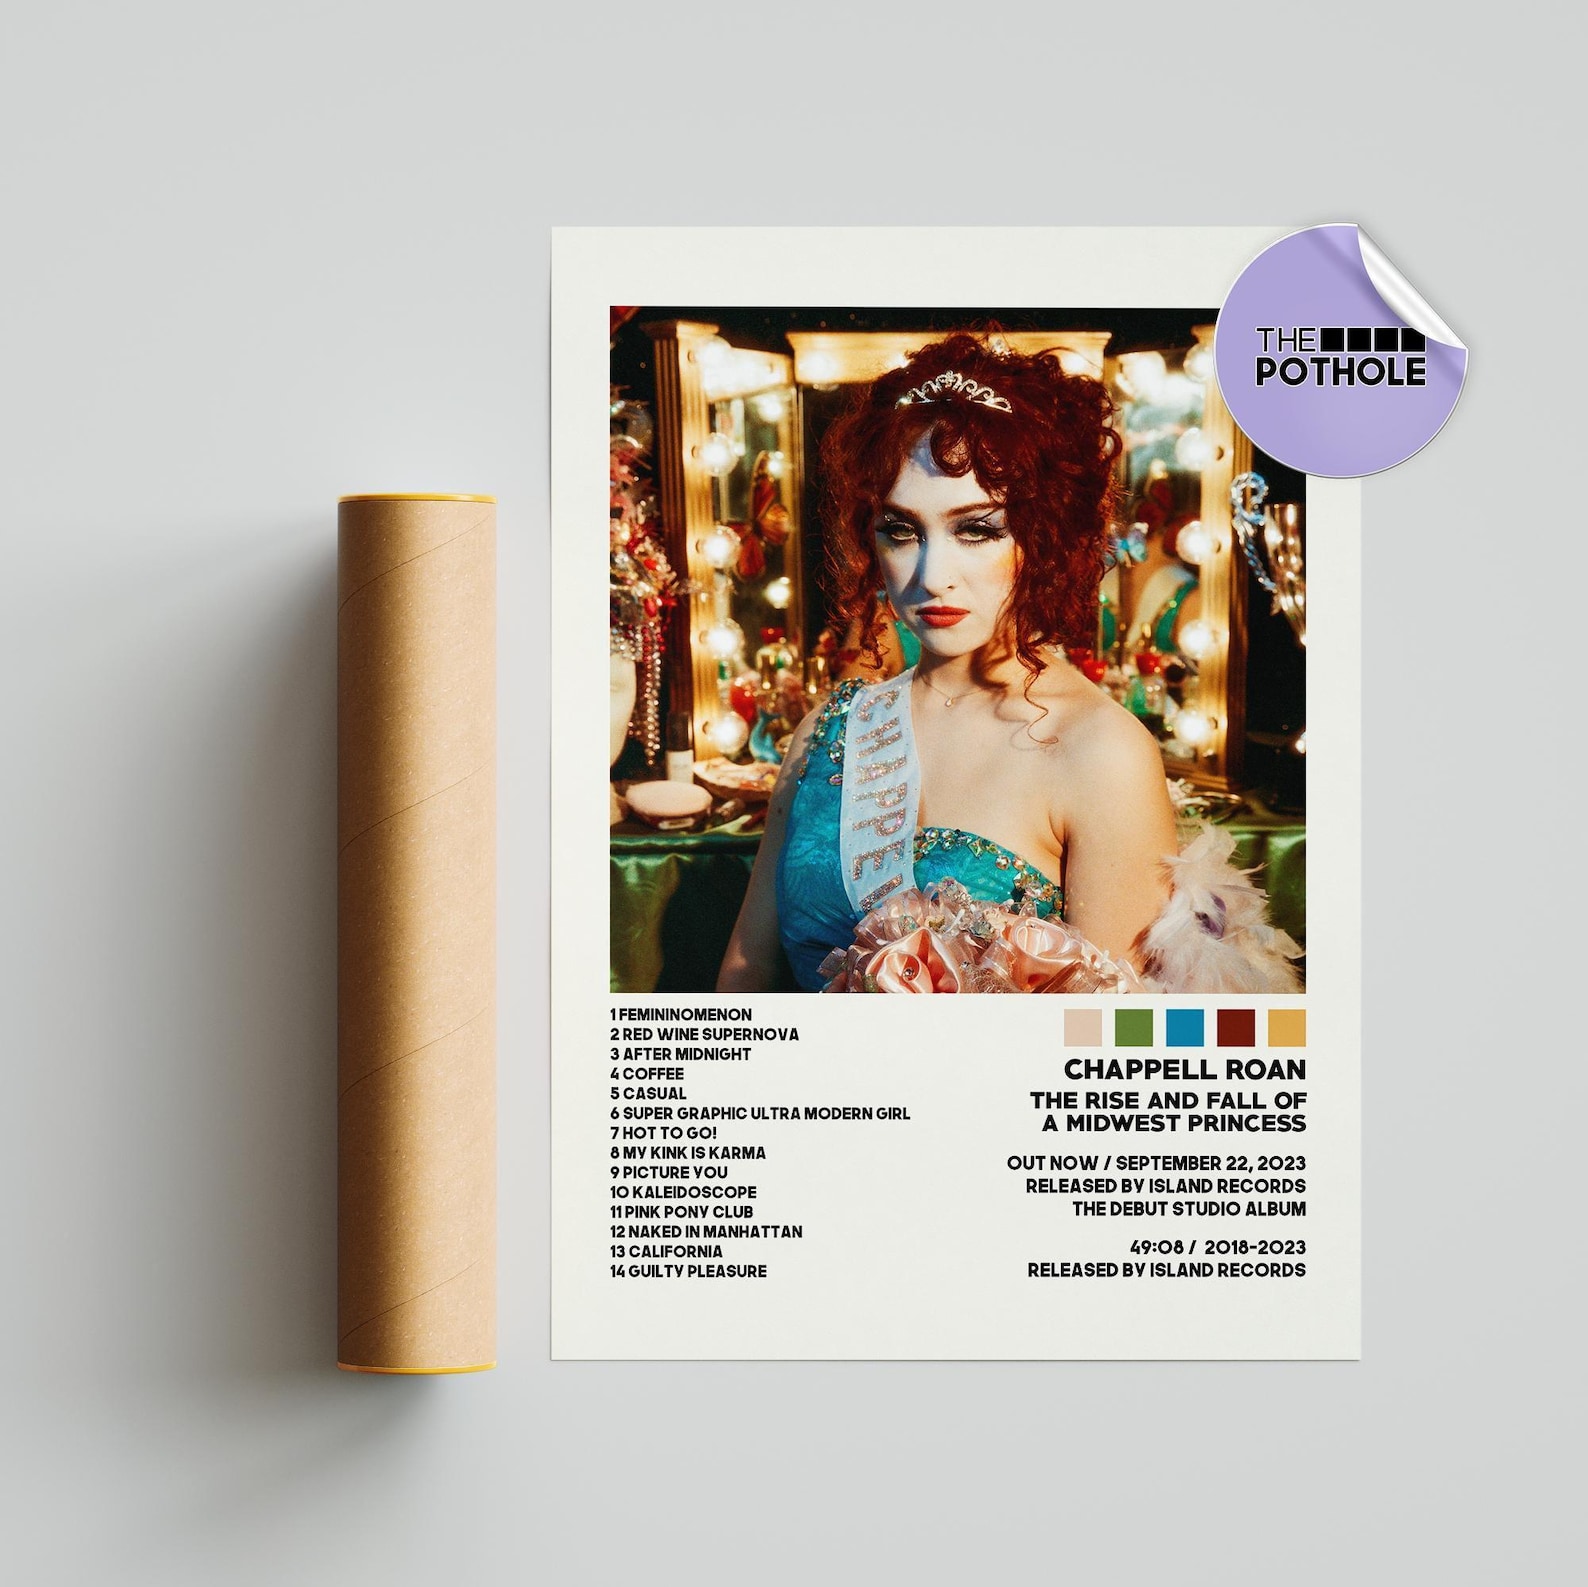 THE
POTHOLE
CHAPPEL
1 FEMININOMENON
2 RED WINE SUPERNOVA
3 AFTER MIDNIGHT
4 COFFEE
5 CASUAL
6 SUPER GRAPHIC ULTRA MODERN GIRL
7 HOT TO GO!
8 MY KINK IS KARMA
9 PICTURE YOU
10 KALEIDOSCOPE
11 PINK PONY CLUB
12 NAKED IN MANHATTAN
13 CALIFORNIA
14 GUILTY PLEASURE
CHAPPELL ROAN
THE RISE AND FALL OF
A MIDWEST PRINCESS
OUT NOW / SEPTEMBER 22, 2023
RELEASED BY ISLAND RECORDS
THE DEBUT STUDIO ALBUM
49:08 / 2018-2023
RELEASED BY ISLAND RECORDS